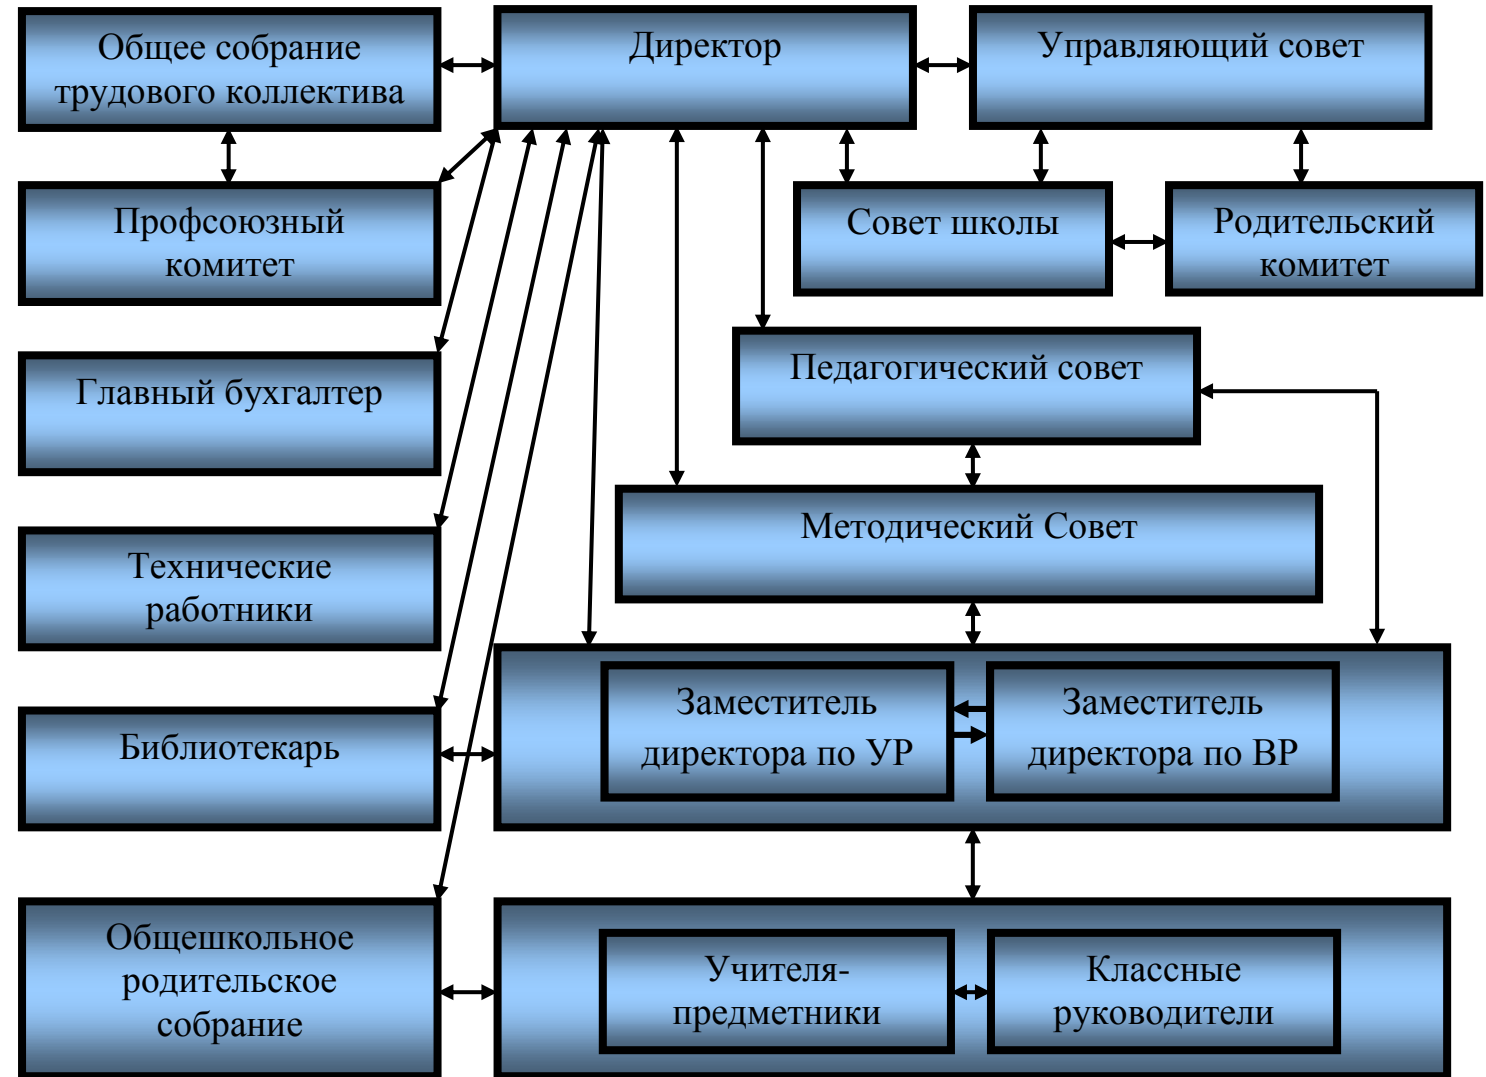 Общее собрание
трудового коллектива
Директор
Управляющий совет
Профсоюзный
комитет
Совет школы
Родительский
комитет
Главный бухгалтер
Педагогический совет
Методический Совет
Технические
работники
Библиотекарь
Заместитель
директора по УР
Заместитель
директора по ВР
Общешкольное
родительское
собрание
Учителя-
предметники
Классные
руководители